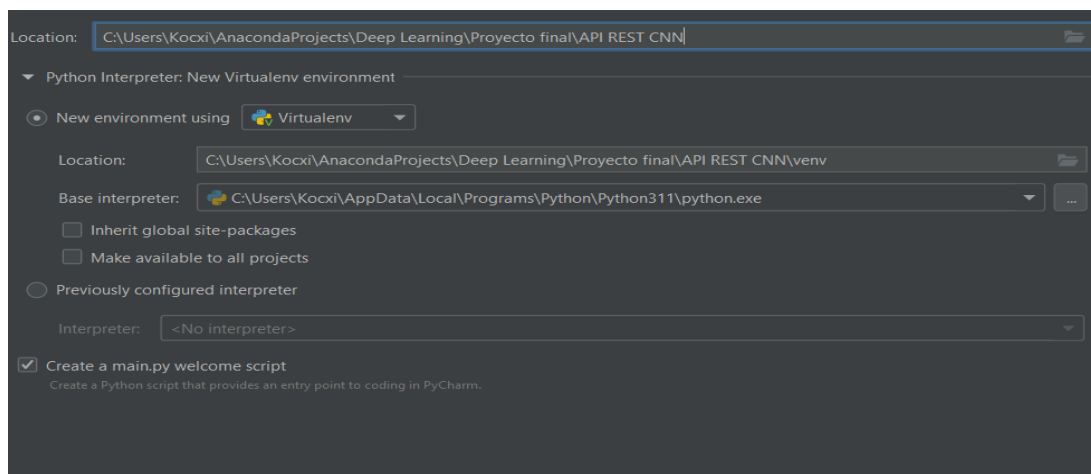 Location: C:\Users\Kocxi\AnacondaProjects\Deep Learning\Proyecto final\API REST CNN
Python Interpreter: New Virtualenv environment
New environment using Virtualenv
Location: C:\Users\Kocxi\AnacondaProjects\Deep Learning\Proyecto final\API REST CNN\venv
Base interpreter: C:\Users\Kocxi\AppData\Local\Programs\Python\Python311\python.exe ...
Inherit global site-packages
Make available to all projects
Previously configured interpreter
Interpreter: <No interpreter>
Create a main.py welcome script
Create a Python script that provides an entry point to coding in PyCharm.